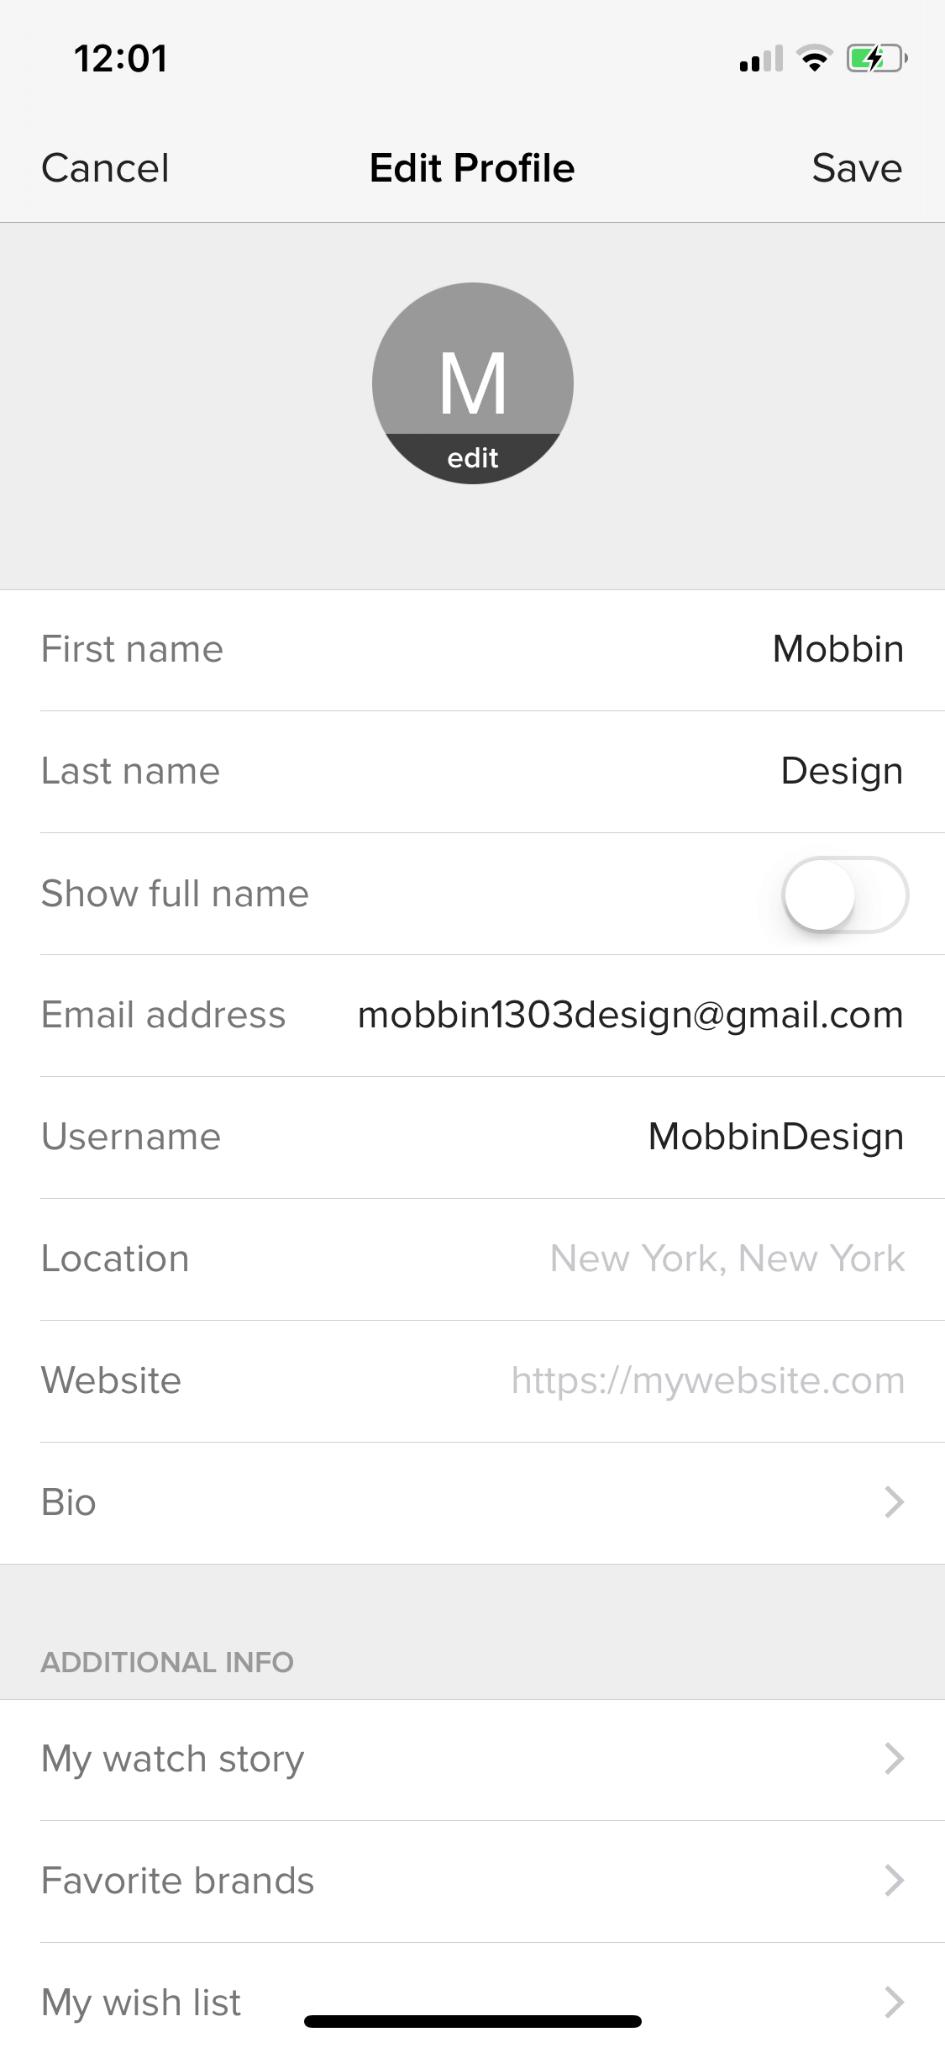 12:01
Cancel Edit Profile Save
M
edit
First name Mobbin
Last name Design
Show full name
Email address mobbin1303design@gmail.com
Username MobbinDesign
Location New York, New York
Website https://mywebsite.com
Bio
ADDITIONAL INFO
My watch story
Favorite brands
My wish list